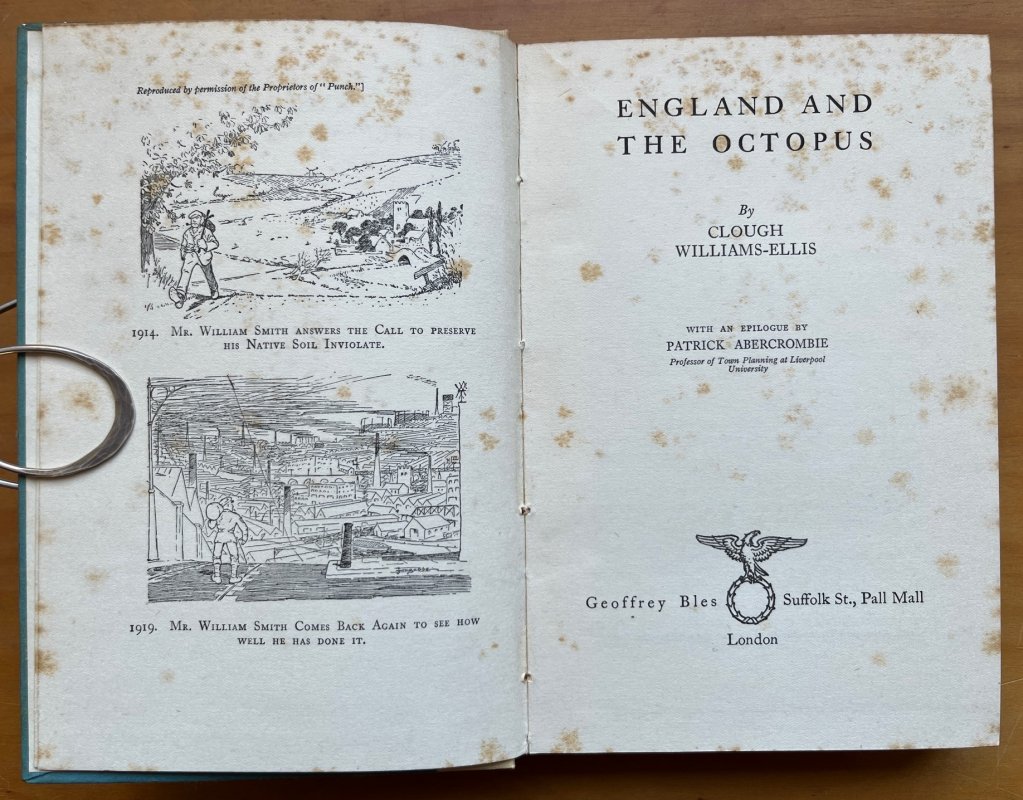 Reproduced by permission of the Proprietors of "Punch."]
1914. MR. WILLIAM SMITH ANSWERS THE CALL TO PRESERVE
HIS NATIVE SOIL INVIOLATE.
1919. MR. WILLIAM SMITH COMES BACK AGAIN TO SEE HOW
WELL HE HAS DONE IT.
ENGLAND AND
THE OCTOPUS
By
CLOUGH
WILLIAMS-ELLIS
WITH AN EPILOGUE BY
PATRICK ABERCROMBIE
Professor of Town Planning at Liverpool
University
Geoffrey Bles Suffolk St., Pall Mall
London